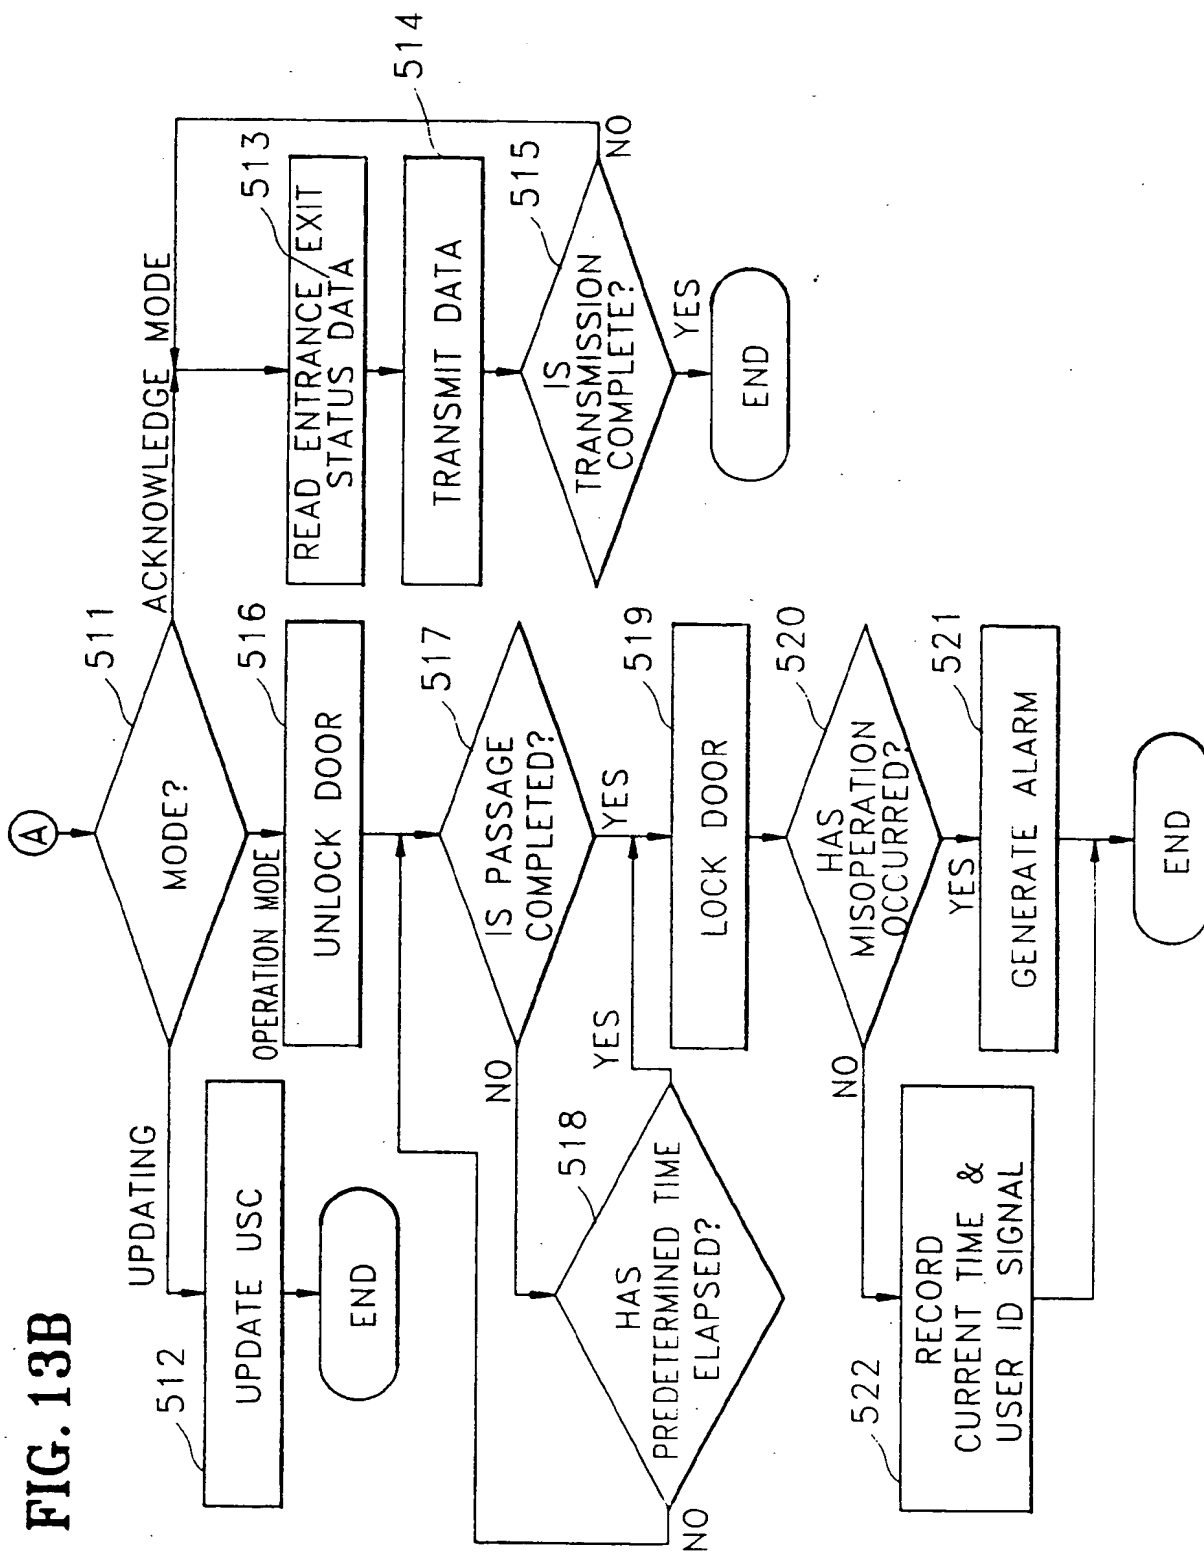 FIG. 13B
A
511
MODE?
UPDATING
OPERATION MODE
ACKNOWLEDGE MODE
512
UPDATE USC
END
516
UNLOCK DOOR
513
READ ENTRANCE/EXIT
STATUS DATA
514
TRANSMIT DATA
515
IS
TRANSMISSION
COMPLETE?
NO
YES
END
517
IS PASSAGE
COMPLETED?
NO
YES
518
HAS
PREDETERMINED TIME
ELAPSED?
YES
NO
519
LOCK DOOR
520
HAS
MISOPERATION
OCCURRED?
NO
YES
521
GENERATE ALARM
522
RECORD
CURRENT TIME &
USER ID SIGNAL
END